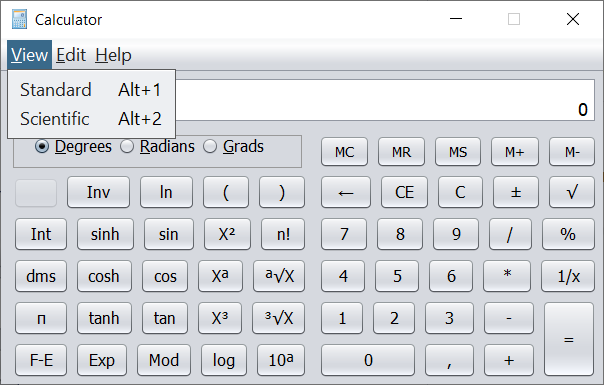 Calculator
View Edit Help
Standard Alt+1
Scientific Alt+2
0
Degrees Radians Grads
MC MR MS M+ M-
Inv ln ( ) ← CE C ± √
Int sinh sin X² n! 7 8 9 / %
dms cosh cos Xª ª√X 4 5 6 * 1/x
п tanh tan X³ ³√X 1 2 3 - =
F-E Exp Mod log 10ª 0 , +